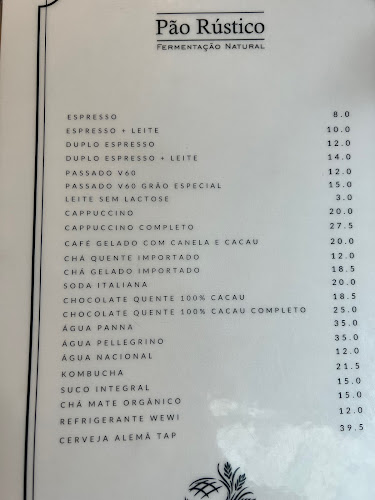 Pão Rústico
Fermentação Natural
ESPRESSO 8.0
ESPRESSO + LEITE 10.0
DUPLO ESPRESSO 12.0
DUPLO ESPRESSO + LEITE 14.0
PASSADO V60 12.0
PASSADO V60 GRÃO ESPECIAL 15.0
LEITE SEM LACTOSE 3.0
CAPPUCCINO 20.0
CAPPUCCINO COMPLETO 27.5
CAFÉ GELADO COM CANELA E CACAU 20.0
CHÁ QUENTE IMPORTADO 12.0
CHÁ GELADO IMPORTADO 18.5
SODA ITALIANA 20.0
CHOCOLATE QUENTE 100% CACAU 18.5
CHOCOLATE QUENTE 100% CACAU COMPLETO 25.0
ÁGUA PANNA 35.0
ÁGUA PELLEGRINO 35.0
ÁGUA NACIONAL 12.0
KOMBUCHA 21.5
SUCO INTEGRAL 15.0
CHÁ MATE ORGÂNICO 15.0
REFRIGERANTE WEWI 12.0
CERVEJA ALEMÃ TAP 39.5